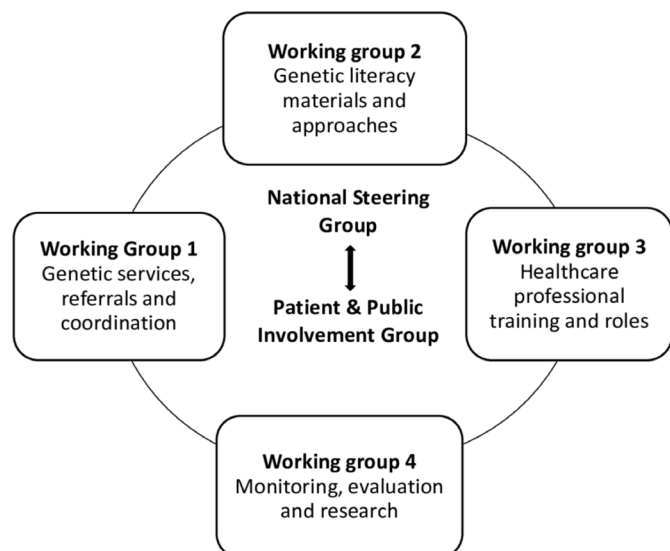 Working group 2
Genetic literacy
materials and
approaches
National Steering
Group
Working Group 1
Genetic services,
referrals and
coordination
Working group 3
Healthcare
professional
training and roles
Patient & Public
Involvement Group
Working group 4
Monitoring, evaluation
and research